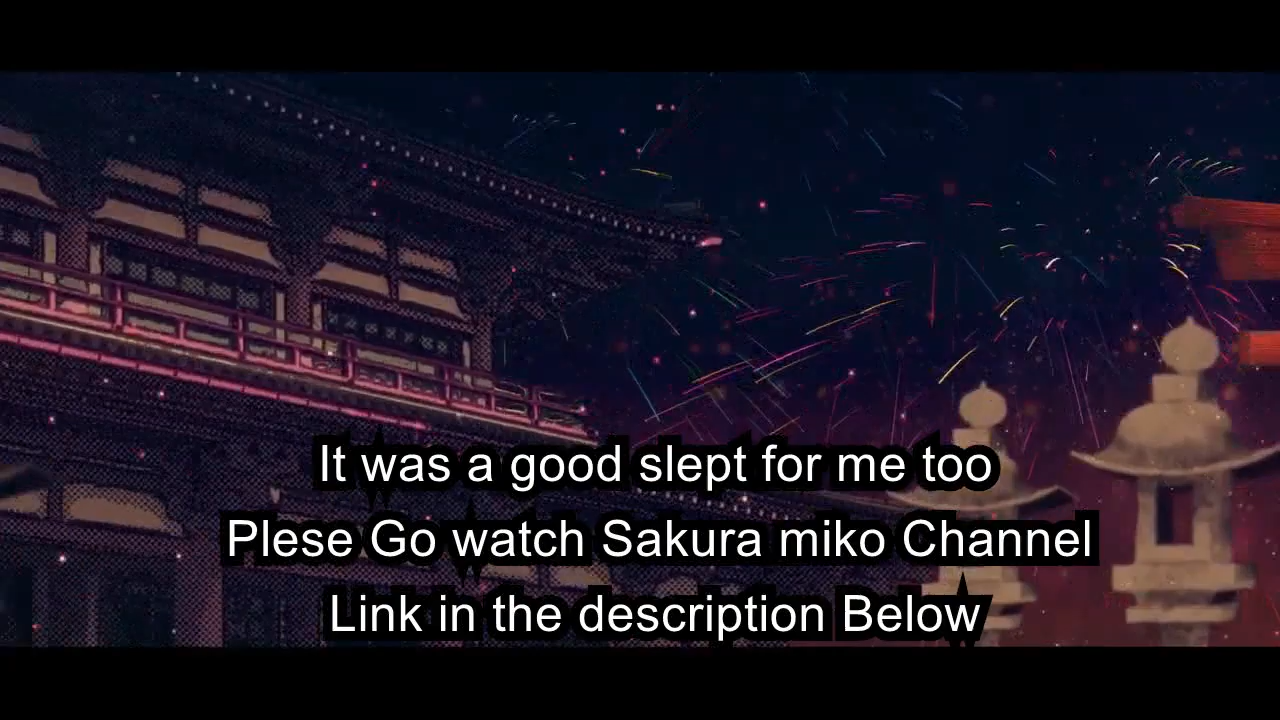 It was a good slept for me too
Plese Go watch Sakura miko Channel
Link in the description Below